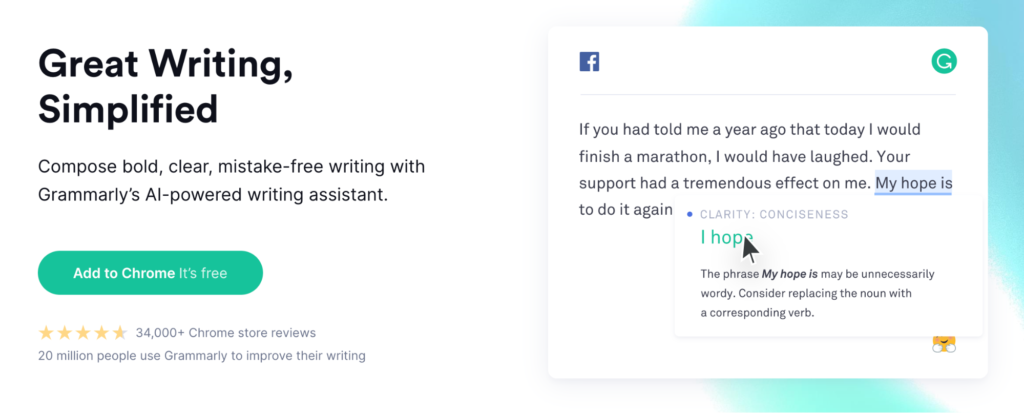 Great Writing,
Simplified
Compose bold, clear, mistake-free writing with
Grammarly’s AI-powered writing assistant.
Add to Chrome It’s free
34,000+ Chrome store reviews
20 million people use Grammarly to improve their writing
If you had told me a year ago that today I would
finish a marathon, I would have laughed. Your
support had a tremendous effect on me. My hope is
to do it again
CLARITY: CONCISENESS
I hope
The phrase My hope is may be unnecessarily
wordy. Consider replacing the noun with
a corresponding verb.